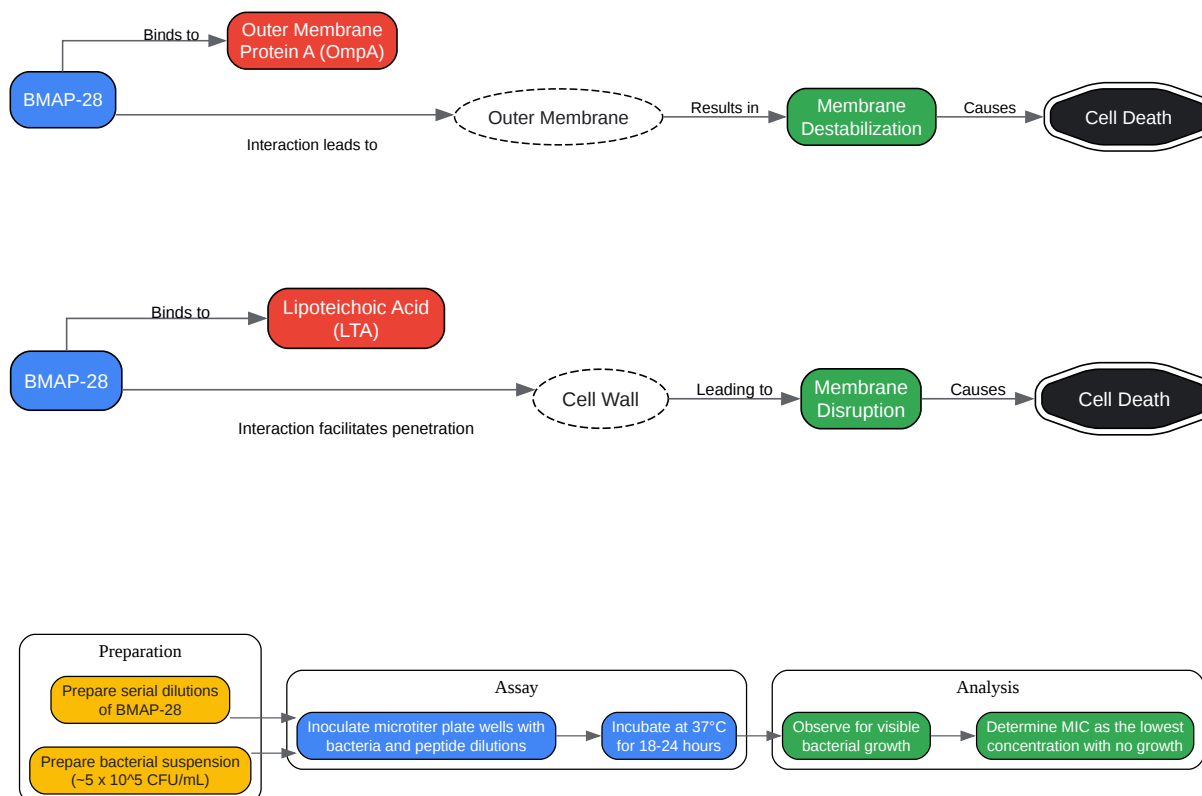 Binds to
Outer Membrane
Protein A (OmpA)
BMAP-28
Interaction leads to
Outer Membrane
Results in
Membrane
Destabilization
Causes
Cell Death
Binds to
Lipoteichoic Acid
(LTA)
BMAP-28
Interaction facilitates penetration
Cell Wall
Leading to
Membrane
Disruption
Causes
Cell Death
Preparation
Prepare serial dilutions
of BMAP-28
Prepare bacterial suspension
(~5 x 10^5 CFU/mL)
Assay
Inoculate microtiter plate wells with
bacteria and peptide dilutions
Incubate at 37°C
for 18-24 hours
Analysis
Observe for visible
bacterial growth
Determine MIC as the lowest
concentration with no growth